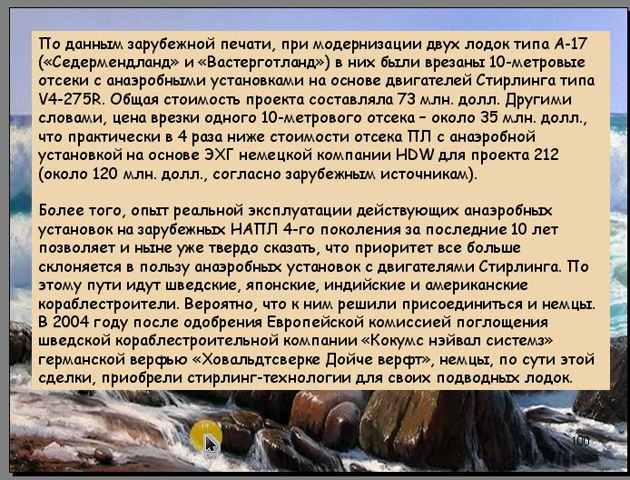 По данным зарубежной печати, при модернизации двух лодок типа А-17
(«Седермендланд» и «Вастерготланд») в них были врезаны 10-метровые
отсеки с анаэробными установками на основе двигателей Стирлинга типа
V4-275R. Общая стоимость проекта составляла 73 млн. долл. Другими
словами, цена врезки одного 10-метрового отсека – около 35 млн. долл.,
что практически в 4 раза ниже стоимости отсека ПЛ с анаэробной
установкой на основе ЭХГ немецкой компании HDW для проекта 212
(около 120 млн. долл., согласно зарубежным источникам).
Более того, опыт реальной эксплуатации действующих анаэробных
установок на зарубежных НАПЛ 4-го поколения за последние 10 лет
позволяет и ныне уже твердо сказать, что приоритет все больше
склоняется в пользу анаэробных установок с двигателями Стирлинга. По
этому пути идут шведские, японские, индийские и американские
кораблестроители. Вероятно, что к ним решили присоединиться и немцы.
В 2004 году после одобрения Европейской комиссией поглощения
шведской кораблестроительной компании «Кокумс нэйвал системз»
германской верфью «Ховальдтсверке Дойче верфт», немцы, по сути этой
сделки, приобрели стирлинг-технологии для своих подводных лодок.
100